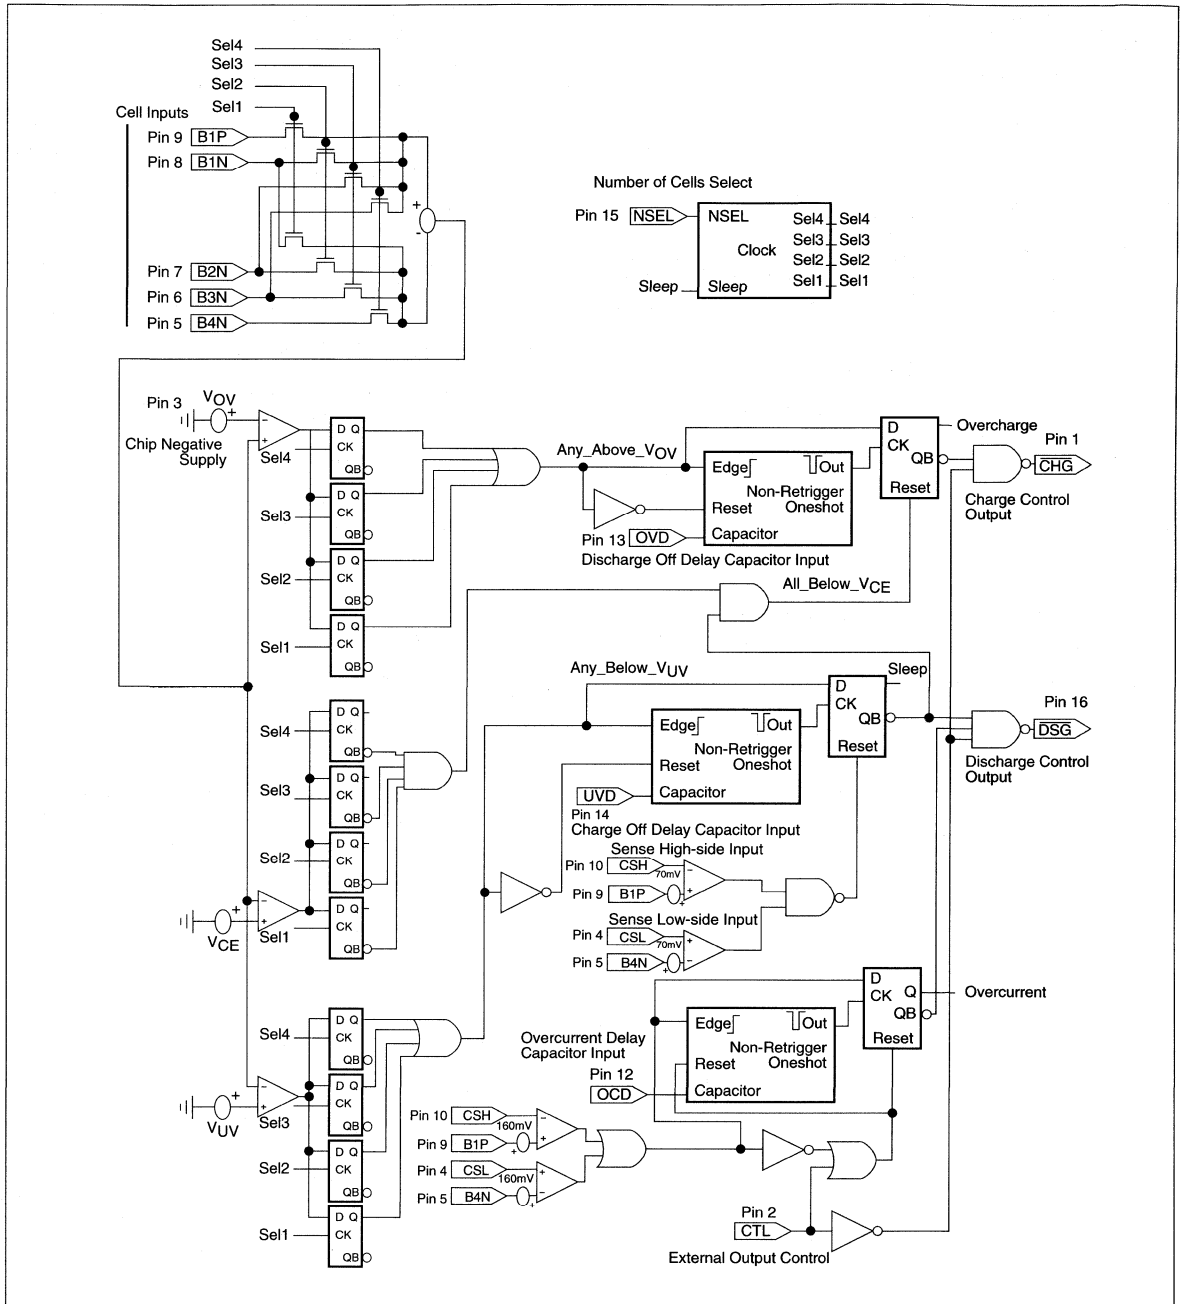 Sel4
Sel3
Sel2
Sel1
Cell Inputs
Pin 9 B1P
Pin 8 B1N
+
-
Pin 7 B2N
Pin 6 B3N
Pin 5 B4N
Number of Cells Select
Pin 15 NSEL NSEL Sel4 Sel4
Sel3 Sel3
Clock
Sel2 Sel2
Sleep Sleep Sel1 Sel1
Pin 3 VOV + - +
Chip Negative
Supply
Sel4 D Q CK QB
Sel3 D Q CK QB
Sel2 D Q CK QB
Sel1 D Q CK QB
Any_Above_VOV
Edge Out
Non-Retrigger
Oneshot
Reset
Capacitor
Pin 13 OVD
Discharge Off Delay Capacitor Input
D CK QB Reset
Overcharge
Pin 1
CHG
Charge Control
Output
All_Below_VCE
Sel4 D Q CK QB
Sel3 D Q CK QB
Sel2 D Q CK QB
Sel1 D Q CK QB
VCE + - +
Any_Below_VUV
Edge Out
Non-Retrigger
Oneshot
Reset
Capacitor
UVD
Pin 14
Charge Off Delay Capacitor Input
D CK QB Reset
Sleep
Pin 16
DSG
Discharge Control
Output
Sense High-side Input
Pin 10 CSH - 70mV
Pin 9 B1P + +
Sense Low-side Input
Pin 4 CSL + 70mV
Pin 5 B4N + -
Sel4 D Q CK QB
Sel3 D Q CK QB
Sel2 D Q CK QB
Sel1 D Q CK QB
VUV + - +
Overcurrent Delay
Capacitor Input
Pin 12
OCD
Edge Out
Non-Retrigger
Oneshot
Reset
Capacitor
D CK Q QB Reset
Overcurrent
Pin 10 CSH - 160mV
Pin 9 B1P + +
Pin 4 CSL + 160mV
Pin 5 B4N + -
Pin 2
CTL
External Output Control